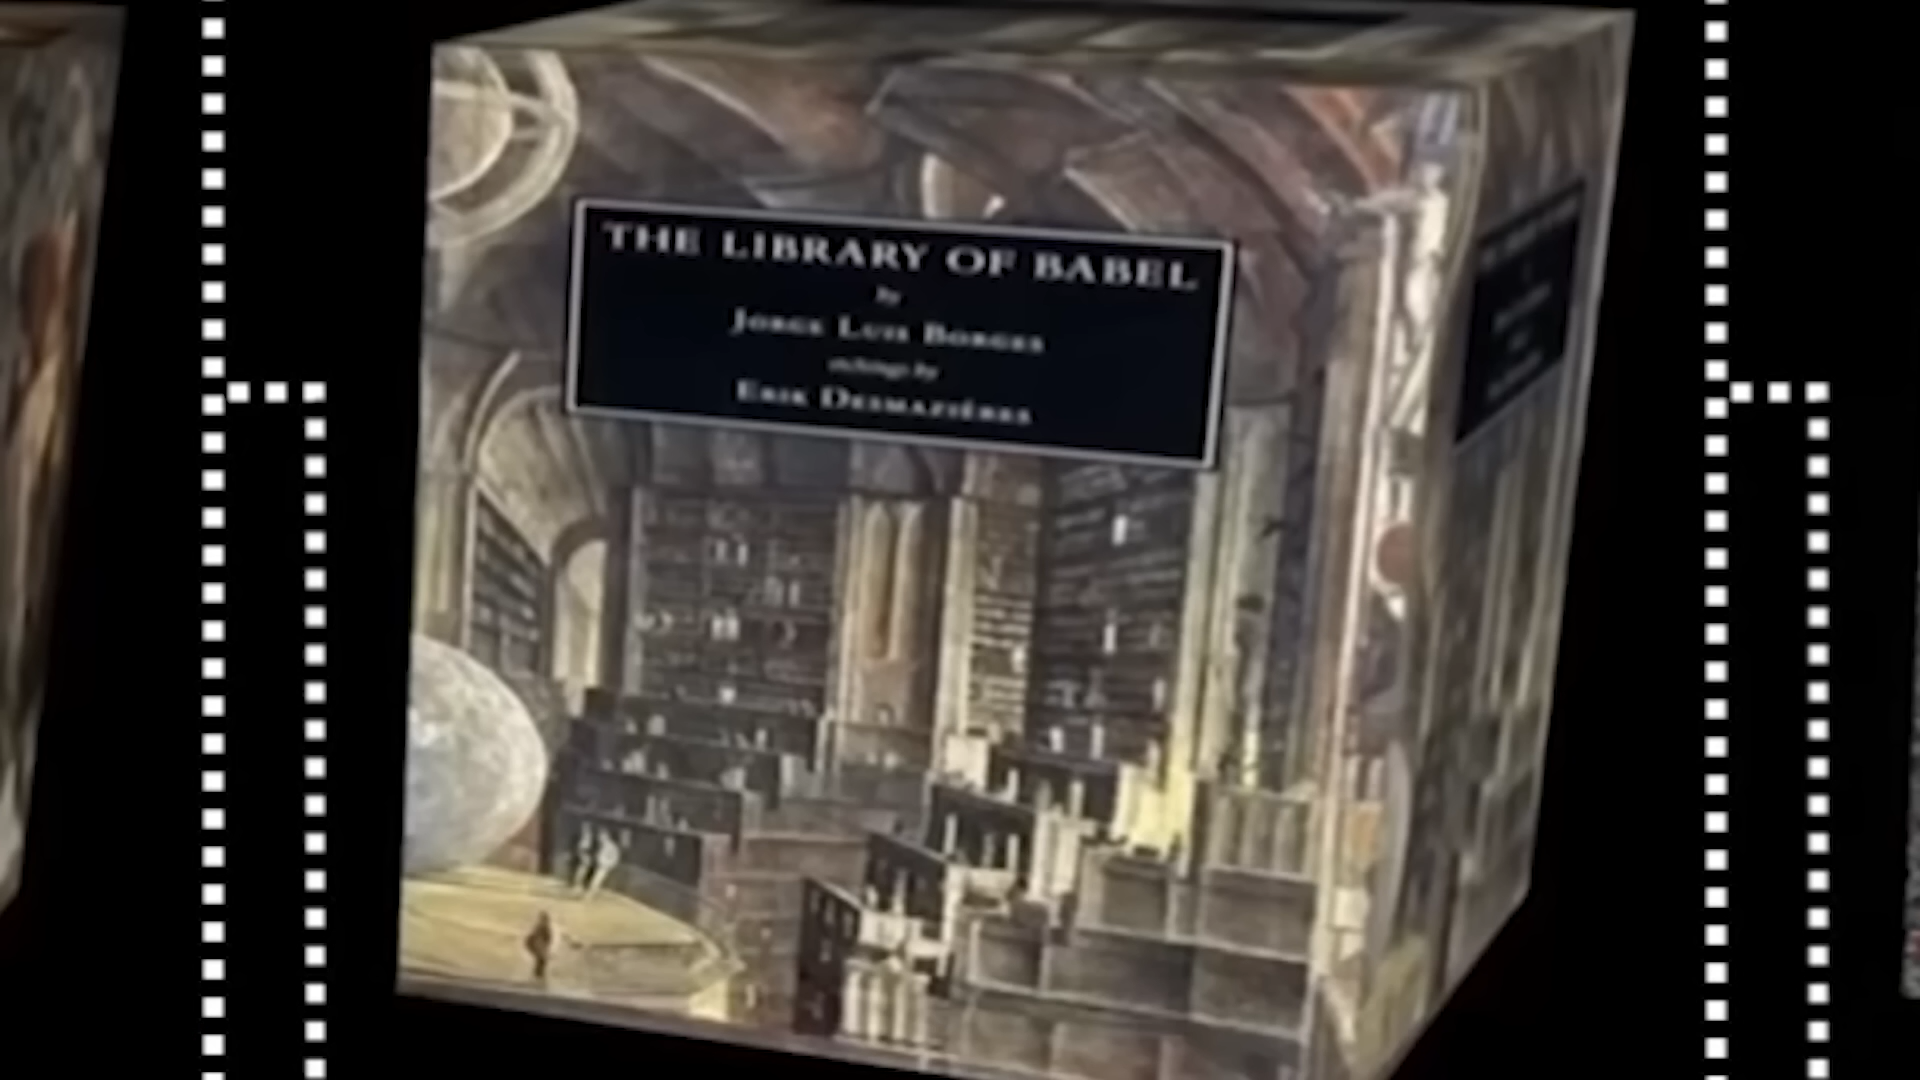 THE LIBRARY OF BABEL
by
JORGE LUIS BORGES
etchings by
ERIK DESMAZIÈRES